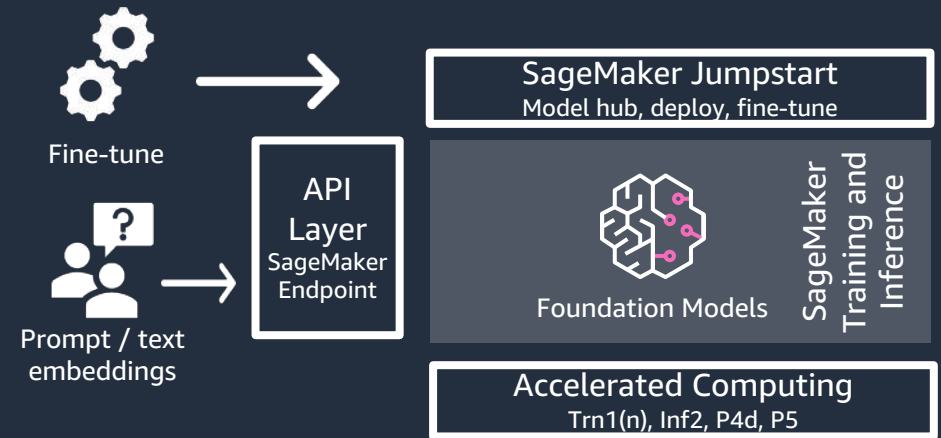 SageMaker Jumpstart
Model hub, deploy, fine-tune
Fine-tune
API
Layer
SageMaker
Endpoint
?
Prompt / text
embeddings
Foundation Models
SageMaker
Training and
Inference
Accelerated Computing
Trn1(n), Inf2, P4d, P5